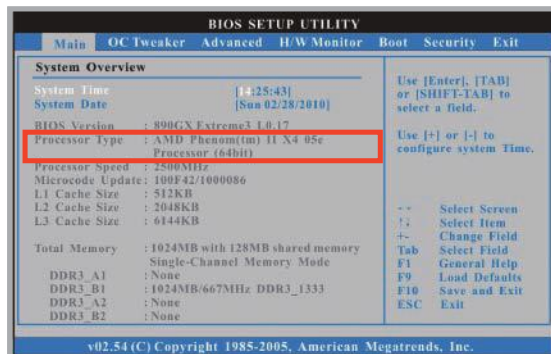 BIOS SETUP UTILITY
Main OC Tweaker Advanced H/W Monitor Boot Security Exit
System Overview
System Time [14:25:43]
System Date [Sun 02/28/2010]
BIOS Version : 890GX Extreme3 L0.17
Processor Type : AMD Phenom(tm) II X4 05e
Processor (64bit)
Processor Speed : 2500MHz
Microcode Update : 100F42/1000086
L1 Cache Size : 512KB
L2 Cache Size : 2048KB
L3 Cache Size : 6144KB
Total Memory : 1024MB with 128MB shared memory
Single-Channel Memory Mode
DDR3_A1 : None
DDR3_B1 : 1024MB/667MHz DDR3_1333
DDR3_A2 : None
DDR3_B2 : None
Use [Enter], [TAB]
or [SHIFT-TAB] to
select a field.
Use [+] or [-] to
configure system Time.
↔ Select Screen
↑↓ Select Item
+- Change Field
Tab Select Field
F1 General Help
F9 Load Defaults
F10 Save and Exit
ESC Exit
v02.54 (C) Copyright 1985-2005, American Megatrends, Inc.